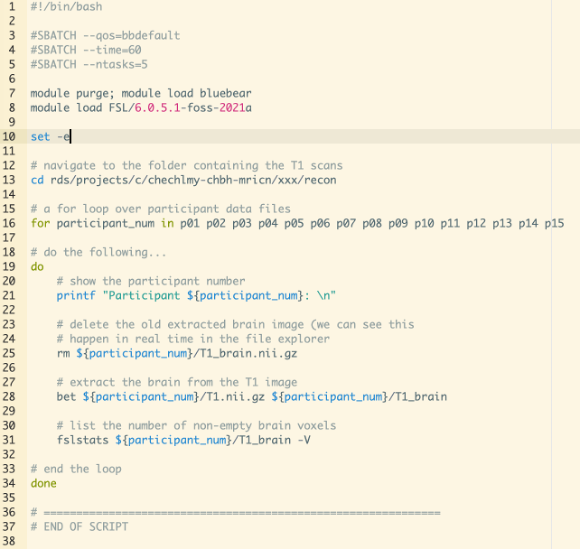 1 #!/bin/bash
2
3 #SBATCH --qos=bbdefault
4 #SBATCH --time=60
5 #SBATCH --ntasks=5
6
7 module purge; module load bluebear
8 module load FSL/6.0.5.1-foss-2021a
9
10 set -e
11
12 # navigate to the folder containing the T1 scans
13 cd rds/projects/c/chechlmy-chbh-mricn/xxx/recon
14
15 # a for loop over participant data files
16 for participant_num in p01 p02 p03 p04 p05 p06 p07 p08 p09 p10 p11 p12 p13 p14 p15
17
18 # do the following...
19 do
20     # show the participant number
21     printf "Participant ${participant_num}: \n"
22
23     # delete the old extracted brain image (we can see this
24     # happen in real time in the file explorer
25     rm ${participant_num}/T1_brain.nii.gz
26
27     # extract the brain from the T1 image
28     bet ${participant_num}/T1.nii.gz ${participant_num}/T1_brain
29
30     # list the number of non-empty brain voxels
31     fslstats ${participant_num}/T1_brain -V
32
33 # end the loop
34 done
35
36 # =============================================================
37 # END OF SCRIPT
38